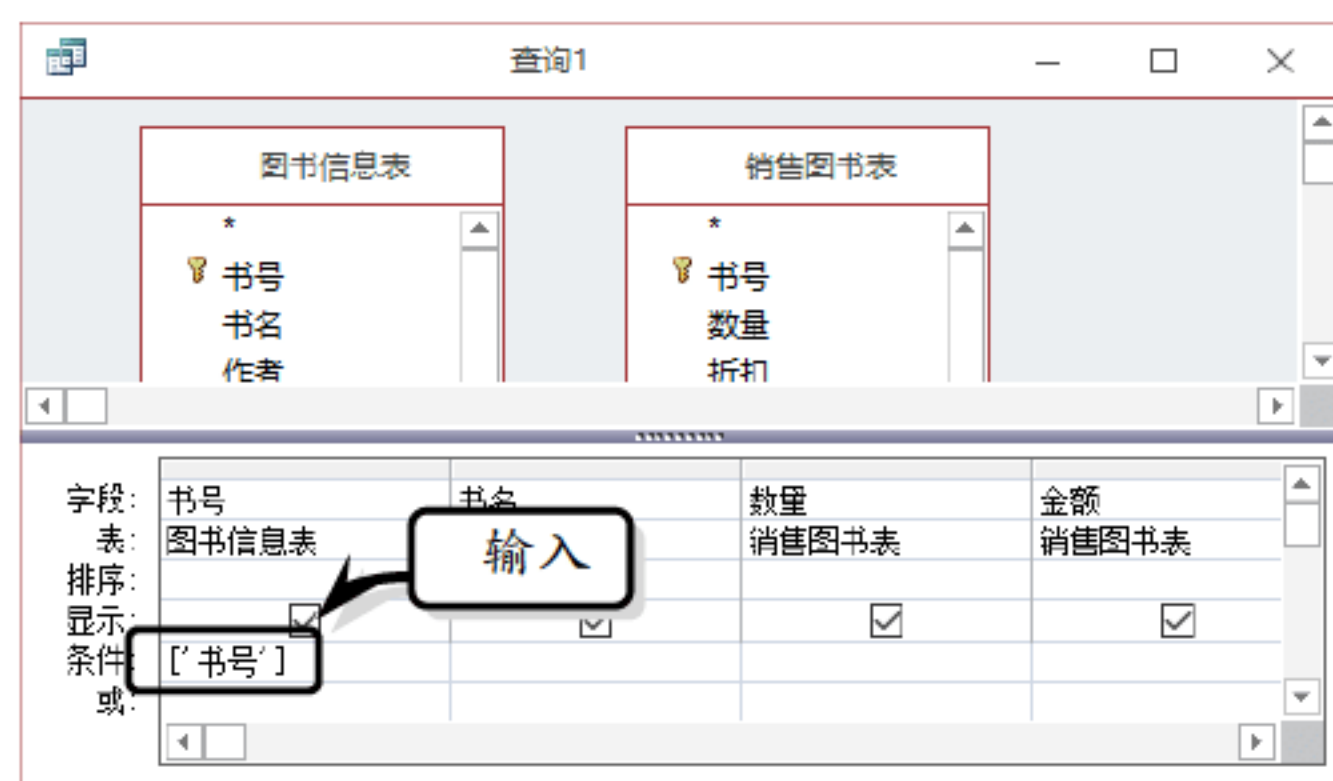 查询1
图书信息表 销售图书表
* *
书号 书号
书名 数量
作者 折扣
字段: 书号 书名 数量 金额
表: 图书信息表 销售图书表 销售图书表
排序:
显示:
条件: ['书号']
或:
输入